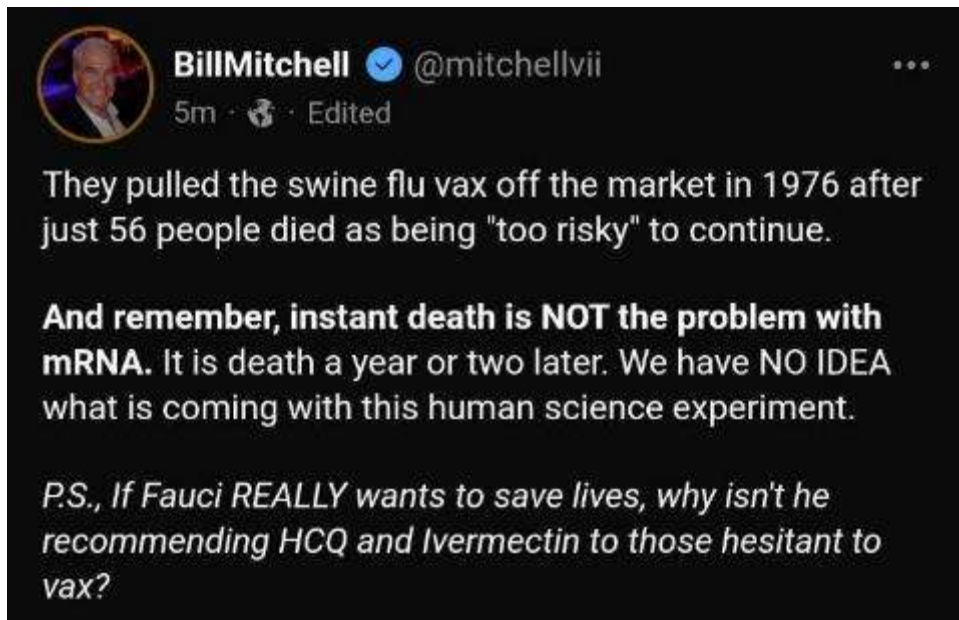 BillMitchell @mitchellvii
5m · · Edited
They pulled the swine flu vax off the market in 1976 after
just 56 people died as being "too risky" to continue.
And remember, instant death is NOT the problem with
mRNA. It is death a year or two later. We have NO IDEA
what is coming with this human science experiment.
P.S., If Fauci REALLY wants to save lives, why isn't he
recommending HCQ and Ivermectin to those hesitant to
vax?